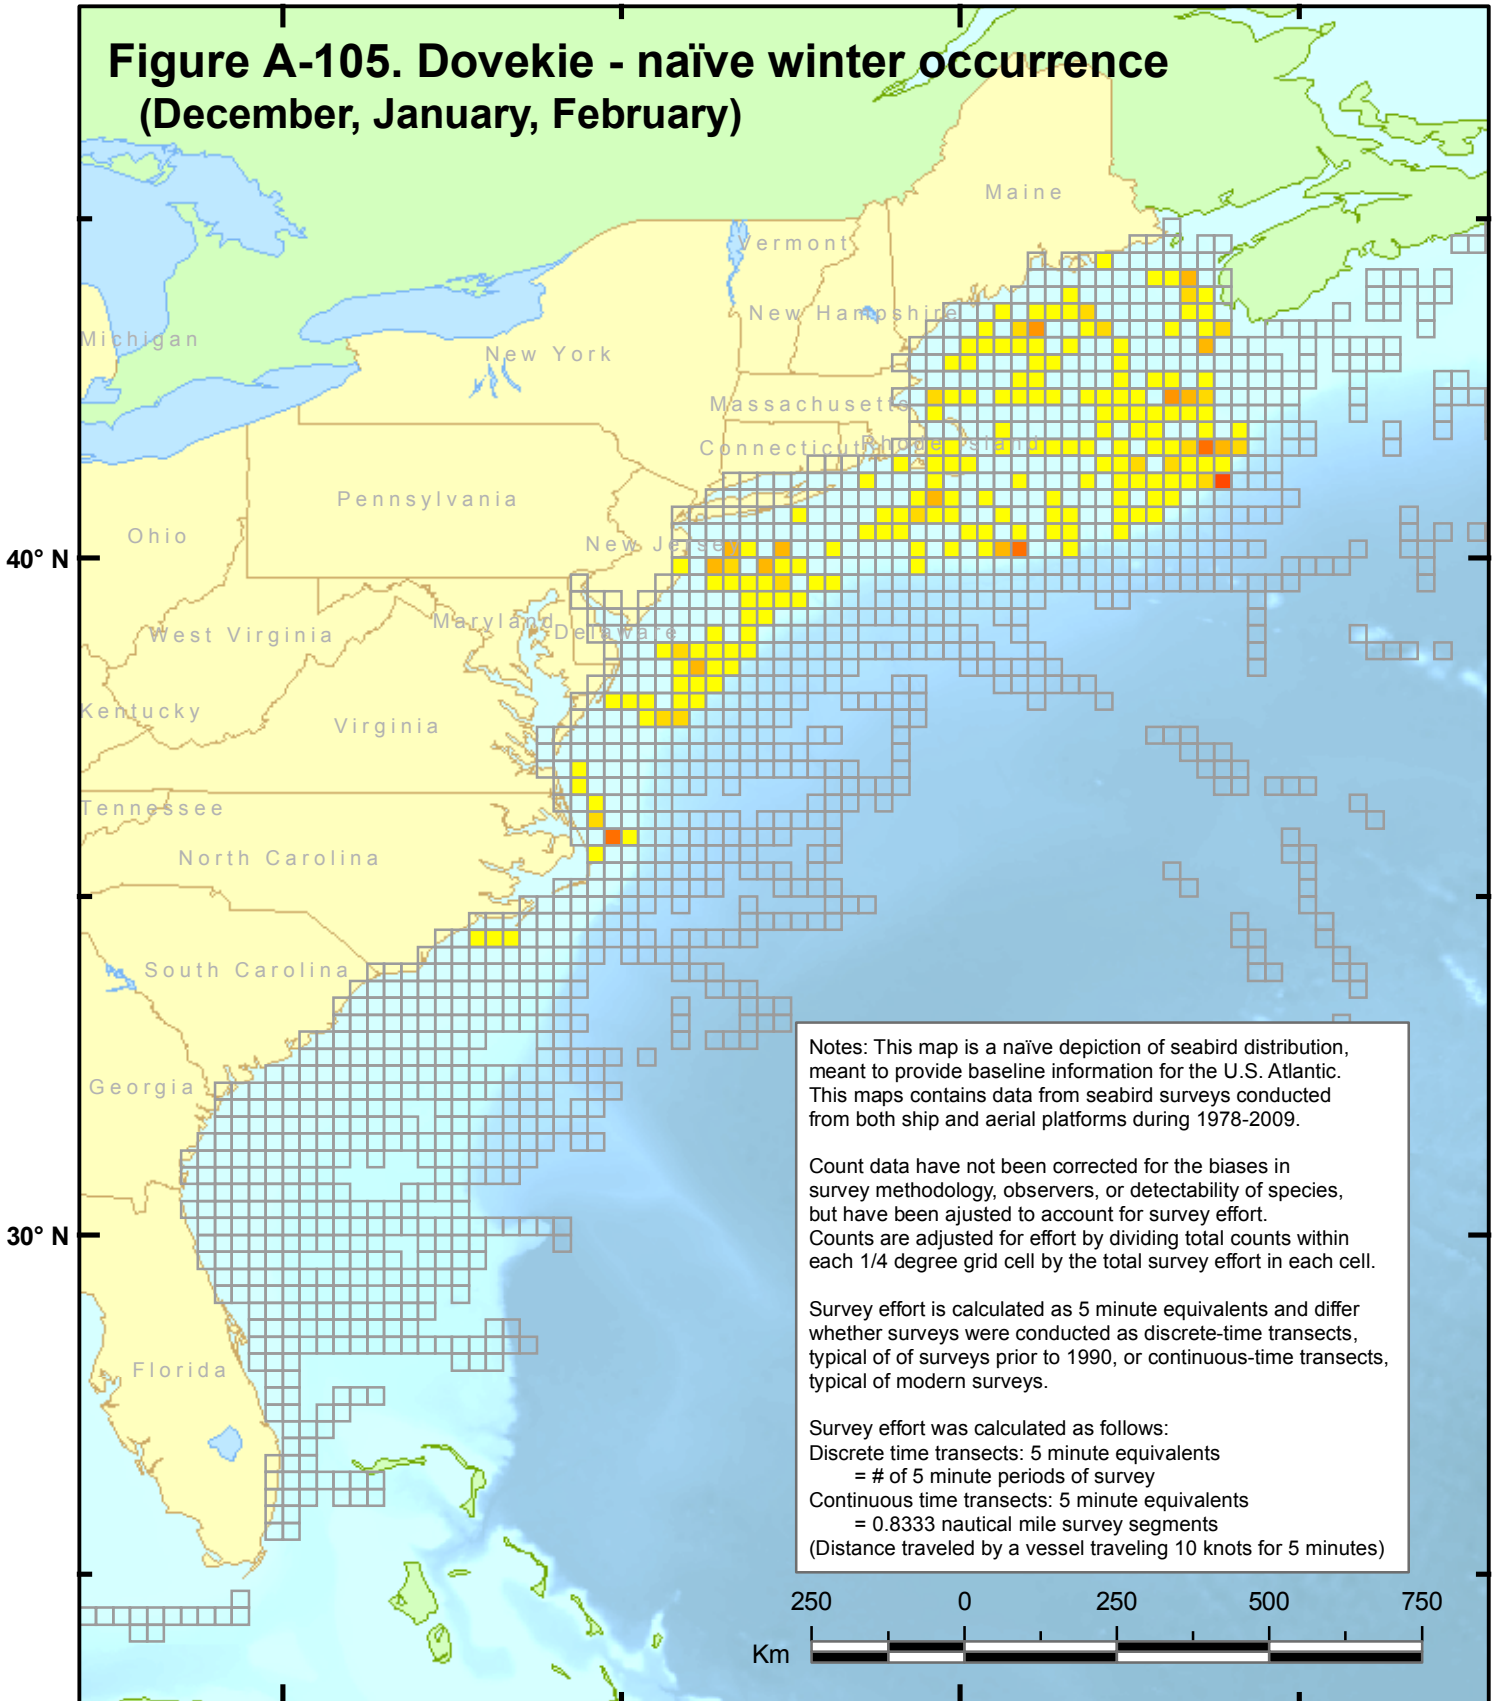 Figure A-105. Dovekie - naïve winter occurrence
(December, January, February)
Maine
Vermont
New Hampshire
Michigan
New York
Massachusetts
Connecticut
Rhode Island
Pennsylvania
Ohio
New Jersey
40° N
West Virginia
Maryland
Delaware
Kentucky
Virginia
Tennessee
North Carolina
South Carolina
Georgia
30° N
Florida
Notes: This map is a naïve depiction of seabird distribution,
meant to provide baseline information for the U.S. Atlantic.
This maps contains data from seabird surveys conducted
from both ship and aerial platforms during 1978-2009.
Count data have not been corrected for the biases in
survey methodology, observers, or detectability of species,
but have been ajusted to account for survey effort.
Counts are adjusted for effort by dividing total counts within
each 1/4 degree grid cell by the total survey effort in each cell.
Survey effort is calculated as 5 minute equivalents and differ
whether surveys were conducted as discrete-time transects,
typical of of surveys prior to 1990, or continuous-time transects,
typical of modern surveys.
Survey effort was calculated as follows:
Discrete time transects: 5 minute equivalents
= # of 5 minute periods of survey
Continuous time transects: 5 minute equivalents
= 0.8333 nautical mile survey segments
(Distance traveled by a vessel traveling 10 knots for 5 minutes)
250 0 250 500 750
Km